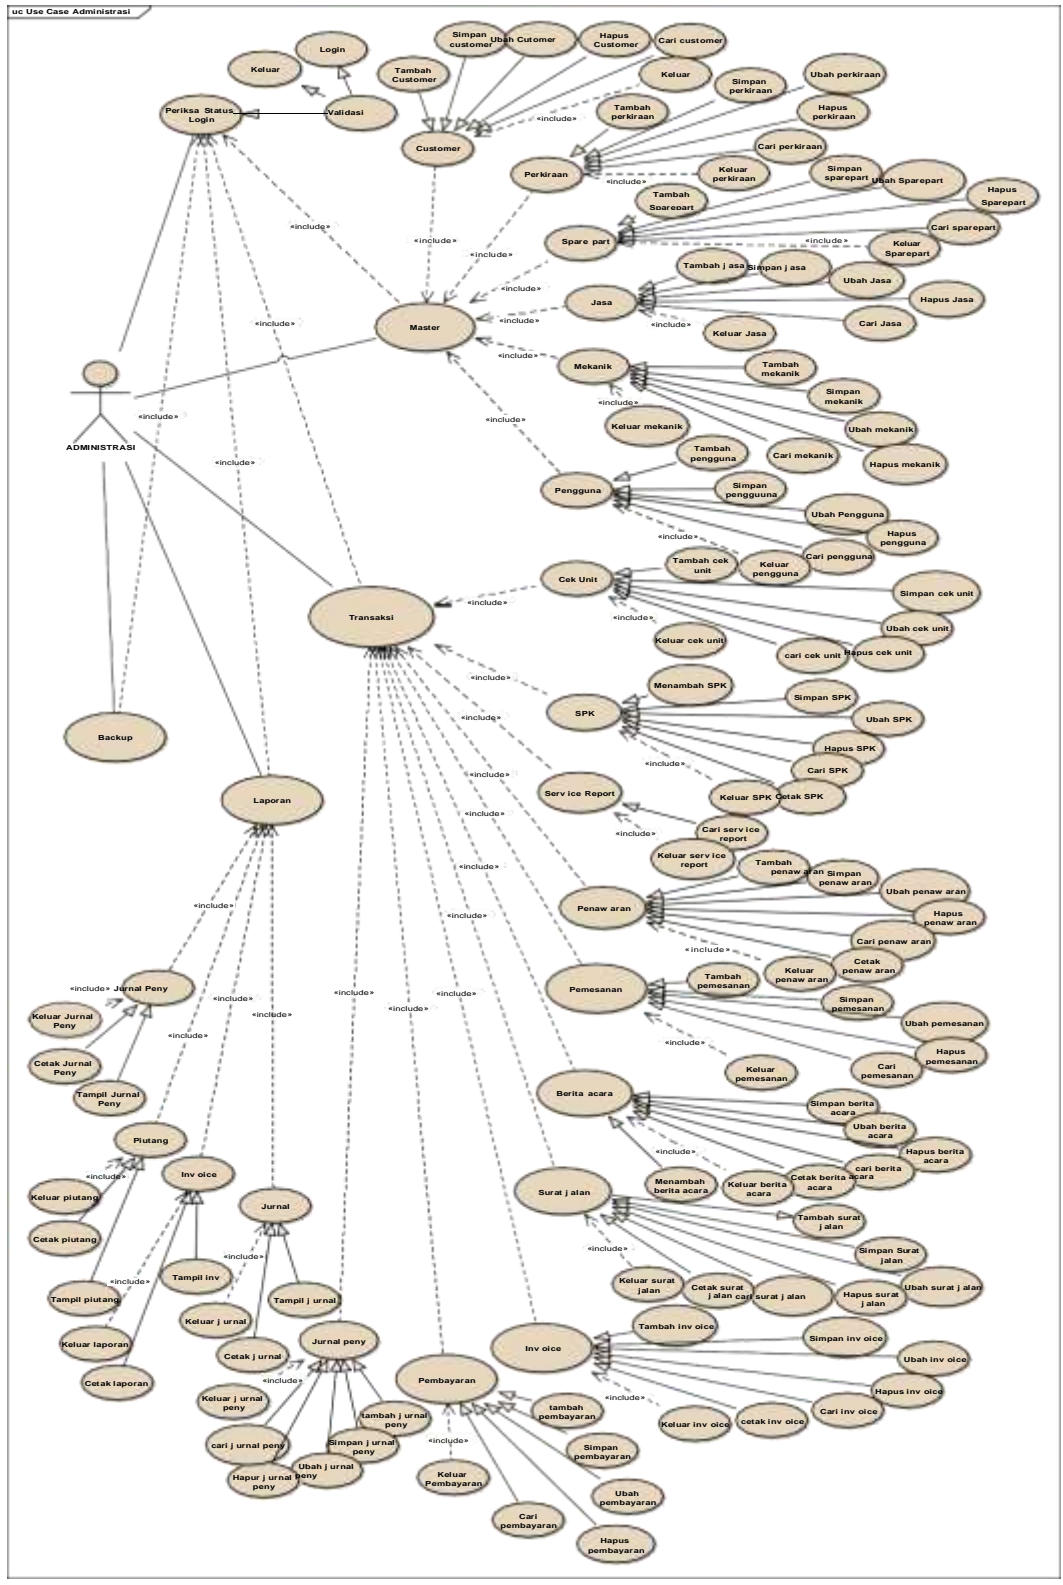 uc Use Case Administrasi
Login
Keluar
Validasi
Periksa Status
Login
Tambah
Customer
Simpan
customer
Ubah Cutomer
Hapus
Customer
Cari customer
Keluar
«include»
Customer
Tambah
perkiraan
Simpan
perkiraan
Ubah perkiraan
Hapus
perkiraan
Cari perkiraan
Keluar
perkiraan
«include»
Perkiraan
Tambah
Sparepart
Simpan
sparepart
Ubah Sparepart
Hapus
Sparepart
Cari sparepart
Keluar
Sparepart
«include»
Spare part
«include»
«include»
«include»
«include»
Tambah jasa
Simpan jasa
Ubah Jasa
Hapus Jasa
Cari Jasa
Keluar Jasa
«include»
Jasa
«include»
«include»
Master
«include»
«include»
Mekanik
Tambah
mekanik
Simpan
mekanik
Ubah mekanik
Hapus mekanik
Cari mekanik
Keluar mekanik
«include»
ADMINISTRASI
«include»
«include»
«include»
Pengguna
Tambah
pengguna
Simpan
pengguuna
Ubah Pengguna
Hapus
pengguna
Cari pengguna
Keluar
pengguna
«include»
Cek Unit
Tambah cek
unit
Simpan cek unit
Ubah cek unit
Hapus cek unit
cari cek unit
Keluar cek unit
«include»
Transaksi
«include»
«include»
SPK
Menambah SPK
Simpan SPK
Ubah SPK
Hapus SPK
Cari SPK
Cetak SPK
Keluar SPK
«include»
«include»
Backup
Laporan
«include»
Service Report
Cari service
report
Keluar service
report
«include»
«include»
«include»
«include»
Penawaran
Tambah
penawaran
Simpan
penawaran
Ubah penawaran
Hapus
penawaran
Cari penawaran
Cetak
penawaran
Keluar
penawaran
«include»
«include»
«include»
«include»
«include»
«include»
«include»
«include»
Pemesanan
Tambah
pemesanan
Simpan
pemesanan
Ubah pemesanan
Hapus
pemesanan
Cari
pemesanan
Keluar
pemesanan
«include»
Jurnal Peny
«include»
Keluar Jurnal
Peny
Cetak Jurnal
Peny
Tampil Jurnal
Peny
Berita acara
Simpan berita
acara
Ubah berita
acara
Hapus berita
acara
cari berita
acara
Cetak berita
acara
Keluar berita
acara
Menambah
berita acara
«include»
Piutang
«include»
Keluar piutang
Cetak piutang
Tampil piutang
Invoice
«include»
Tampil inv
Keluar laporan
Cetak laporan
Jurnal
«include»
Keluar jurnal
Cetak jurnal
Tampil jurnal
Surat jalan
Tambah surat
jalan
Simpan Surat
jalan
Ubah surat jalan
Hapus surat
jalan
cari surat jalan
Cetak surat
jalan
Keluar surat
jalan
«include»
Invoice
Tambah invoice
Simpan invoice
Ubah invoice
Hapus invoice
Cari invoice
cetak invoice
Keluar invoice
«include»
Jurnal peny
«include»
Keluar jurnal
peny
cari jurnal peny
Hapur jurnal
peny
Ubah jurnal
peny
Simpan jurnal
peny
tambah jurnal
peny
Pembayaran
«include»
tambah
pembayaran
Simpan
pembayaran
Ubah
pembayaran
Hapus
pembayaran
Cari
pembayaran
Keluar
Pembayaran